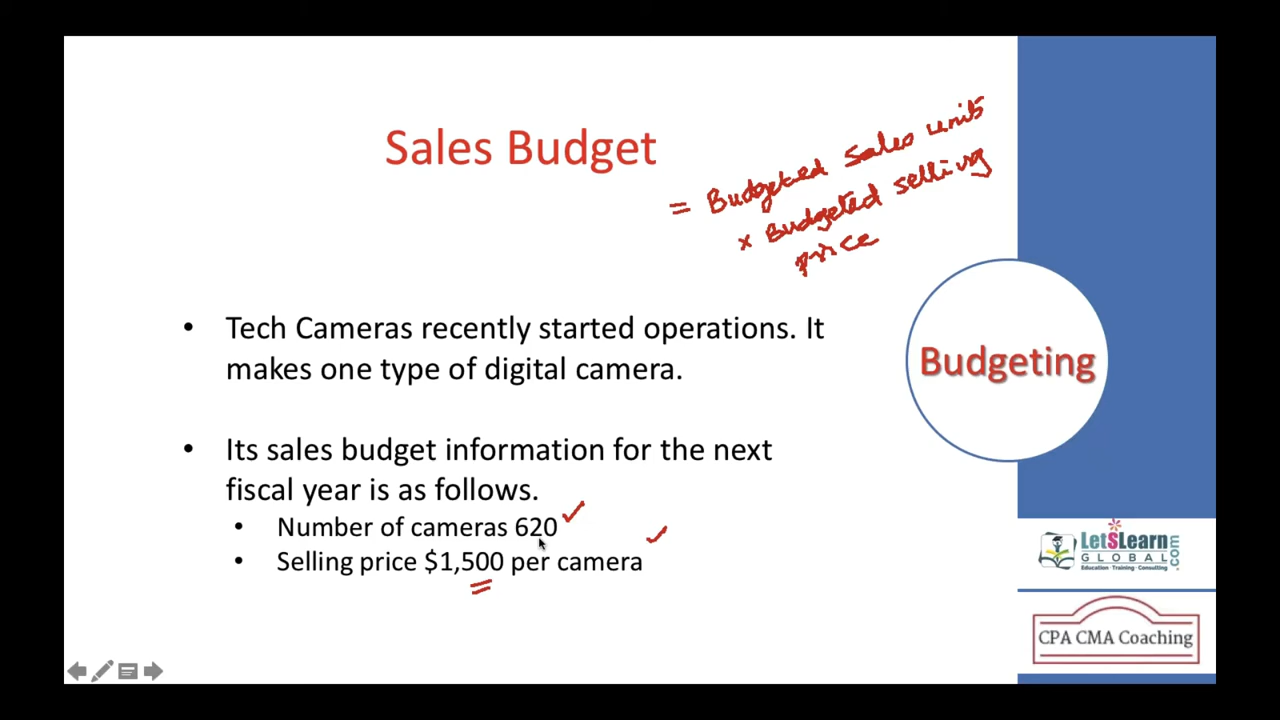 Sales Budget
= Budgeted sales unit
× Budgeted selling
price
• Tech Cameras recently started operations. It
makes one type of digital camera.
• Its sales budget information for the next
fiscal year is as follows.
• Number of cameras 620
• Selling price $1,500 per camera
Budgeting
LetSLearn
GLOBAL.com
Education . Training . Consulting
CPA CMA Coaching